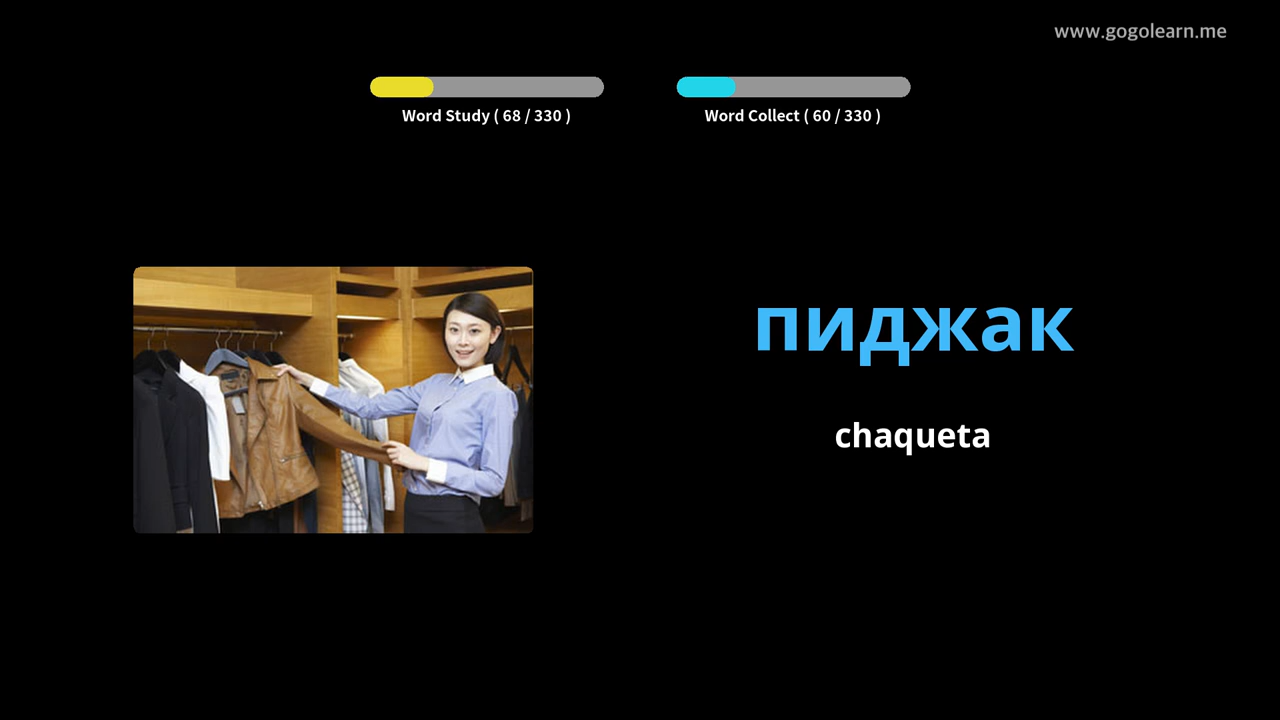 www.gogolearn.me
Word Study ( 68 / 330 )
Word Collect ( 60 / 330 )
пиджак
chaqueta